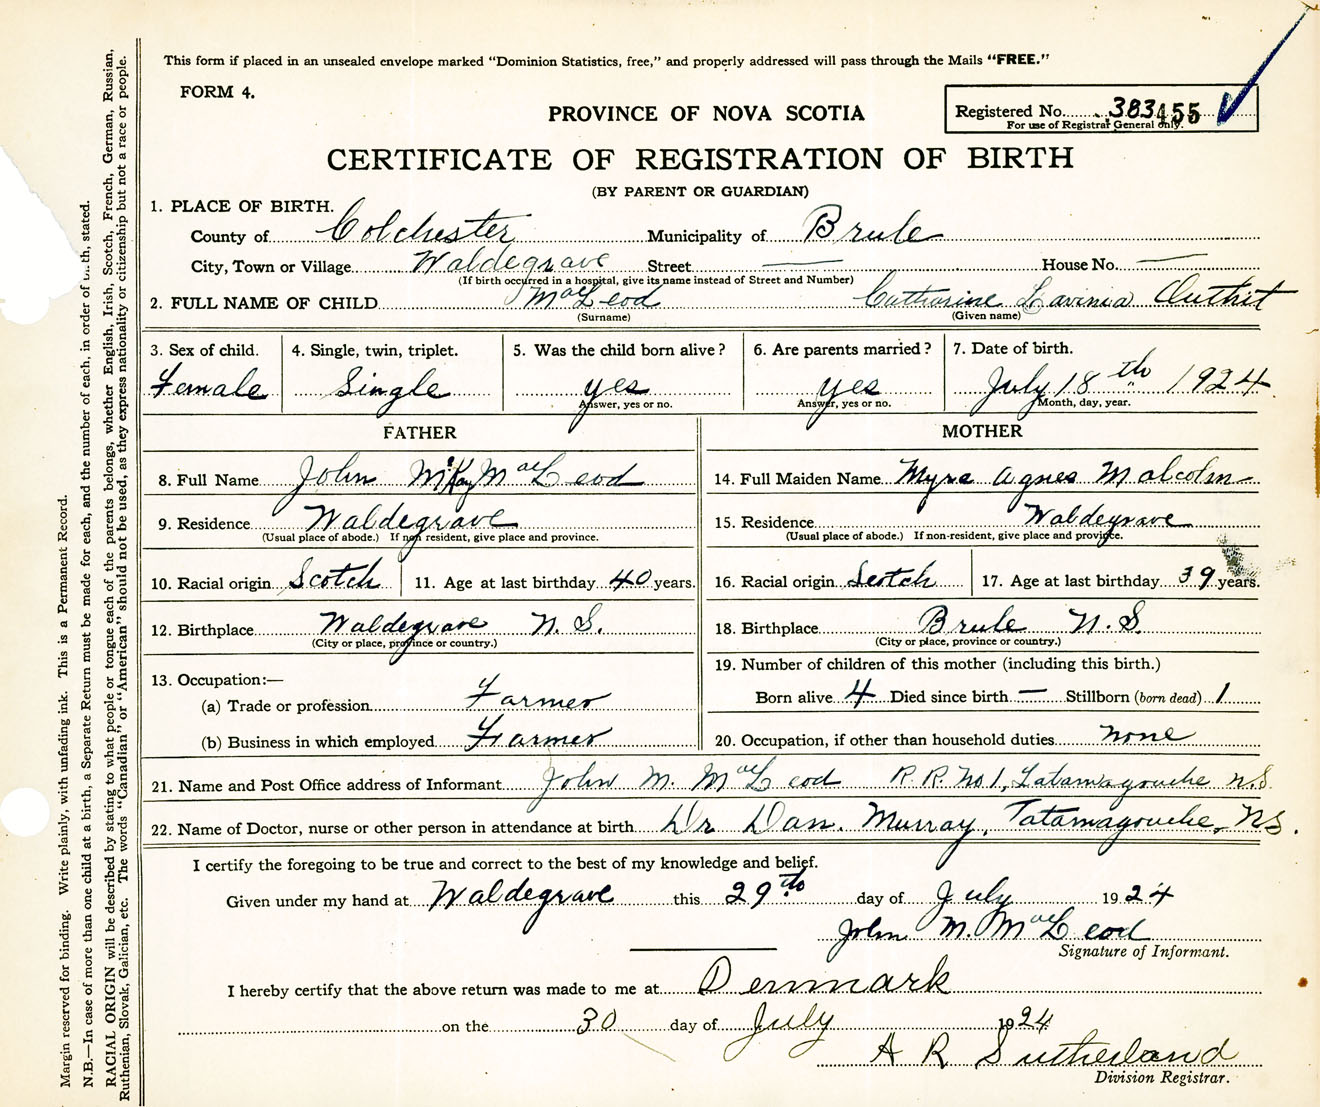 This form if placed in an unsealed envelope marked "Dominion Statistics, free," and properly addressed will pass through the Mails "FREE."
FORM 4.
PROVINCE OF NOVA SCOTIA
Registered No. 383455
For use of Registrar General only.
CERTIFICATE OF REGISTRATION OF BIRTH
(BY PARENT OR GUARDIAN)
1. PLACE OF BIRTH.
County of Colchester Municipality of Brule
City, Town or Village Waldegrave Street — House No. —
(If birth occurred in a hospital, give its name instead of Street and Number)
2. FULL NAME OF CHILD MacLeod Catharine Lavinia Outhit
(Surname) (Given name)
3. Sex of child. 4. Single, twin, triplet. 5. Was the child born alive? 6. Are parents married? 7. Date of birth.
Female Single yes yes July 18th 1924
Answer, yes or no. Answer, yes or no. Month, day, year.
FATHER MOTHER
8. Full Name John McKay MacLeod 14. Full Maiden Name Myra Agnes Malcolm
9. Residence Waldegrave 15. Residence Waldegrave
(Usual place of abode.) If non resident, give place and province. (Usual place of abode.) If non-resident, give place and province.
10. Racial origin Scotch 11. Age at last birthday 40 years. 16. Racial origin Scotch 17. Age at last birthday 39 years.
12. Birthplace Waldegrave N.S. 18. Birthplace Brule N.S.
(City or place, province or country.) (City or place, province or country.)
13. Occupation:— 19. Number of children of this mother (including this birth.)
(a) Trade or profession Farmer Born alive 4 Died since birth — Stillborn (born dead) 1
(b) Business in which employed Farmer 20. Occupation, if other than household duties none
21. Name and Post Office address of Informant John M. MacLeod R.R. No 1, Tatamagouche N.S.
22. Name of Doctor, nurse or other person in attendance at birth Dr Dan. Murray, Tatamagouche, N.S.
I certify the foregoing to be true and correct to the best of my knowledge and belief.
Given under my hand at Waldegrave this 29th day of July 1924
John M. MacLeod
Signature of Informant.
I hereby certify that the above return was made to me at Denmark
on the 30 day of July 1924
A R Sutherland
Division Registrar.
Margin reserved for binding. Write plainly, with unfading ink. This is a Permanent Record.
N.B.—In case of more than one child at a birth, a Separate Return must be made for each, and the number of each, in order of birth, stated.
RACIAL ORIGIN will be described by stating to what people or tongue each of the parents belongs, whether English, Irish, Scotch, French, German, Russian,
Ruthenian, Slovak, Galician, etc. The words "Canadian" or "American" should not be used, as they express nationality or citizenship but not a race or people.